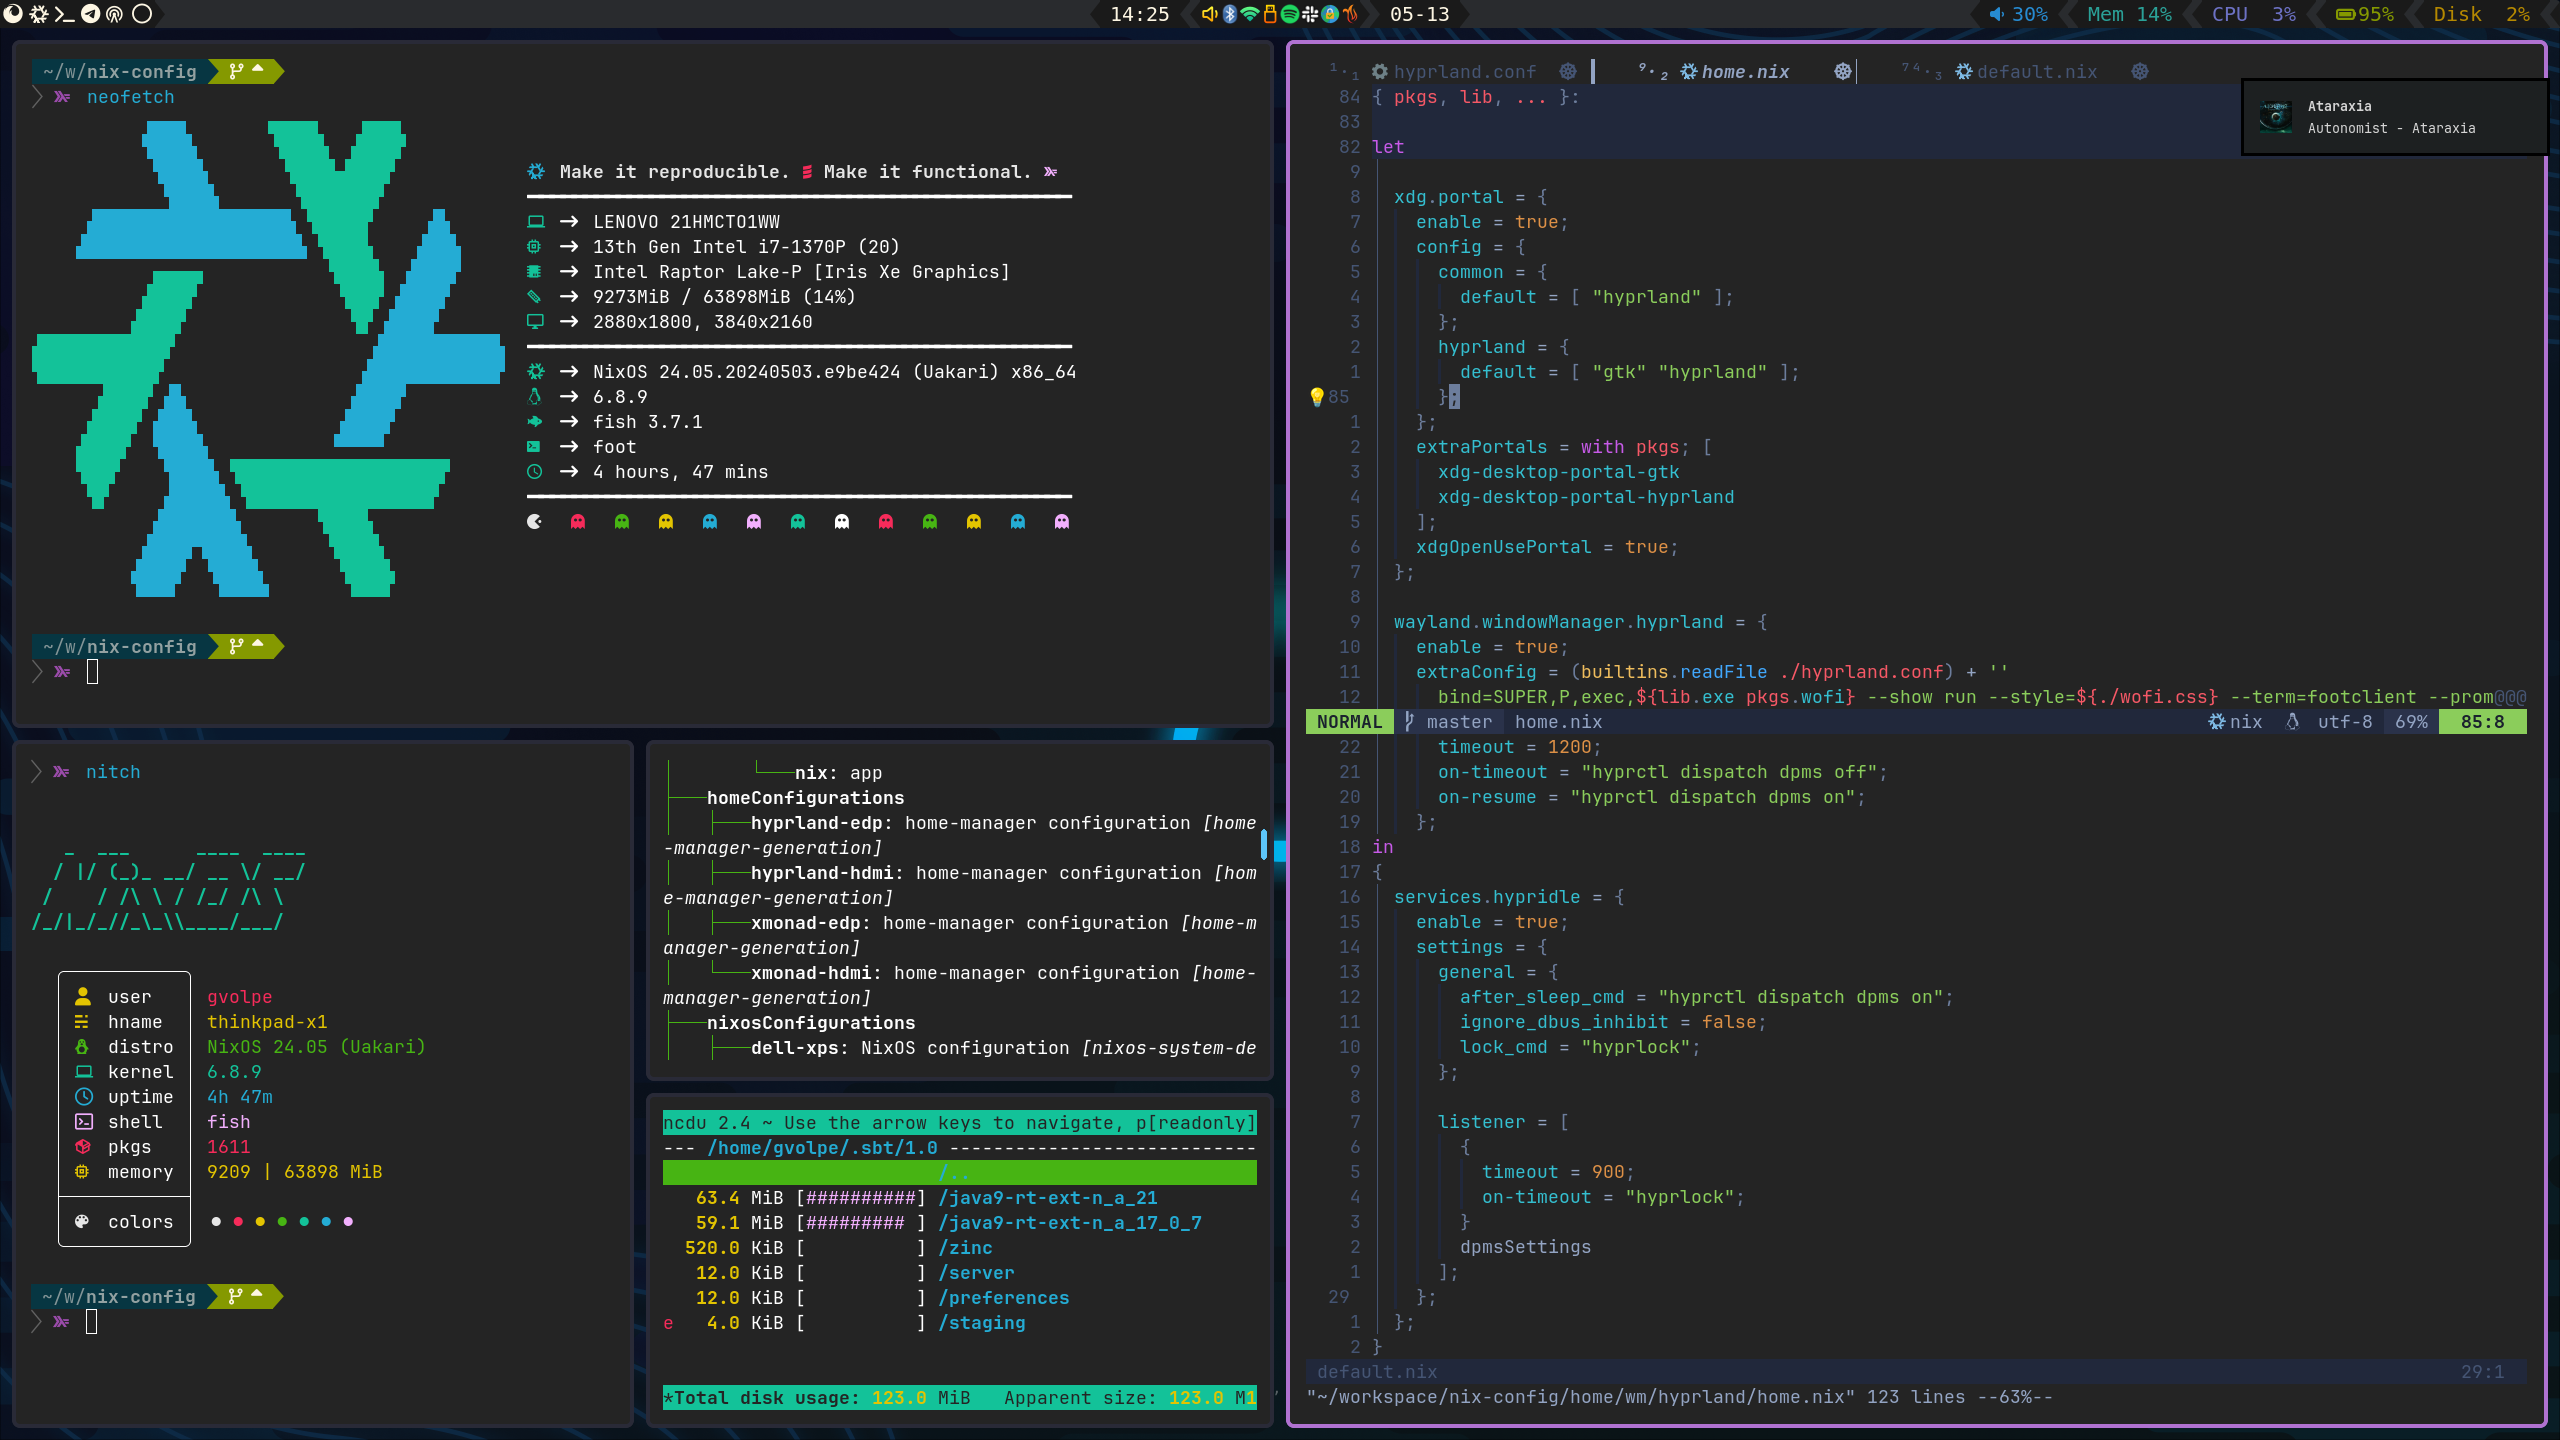 14:25
05-13
30%
Mem 14%
CPU 3%
95%
Disk 2%
~/w/nix-config
neofetch
Make it reproducible. Make it functional.
LENOVO 21HMCTO1WW
13th Gen Intel i7-1370P (20)
Intel Raptor Lake-P [Iris Xe Graphics]
9273MiB / 63898MiB (14%)
2880x1800, 3840x2160
NixOS 24.05.20240503.e9be424 (Uakari) x86_64
6.8.9
fish 3.7.1
foot
4 hours, 47 mins
~/w/nix-config
nitch
user gvolpe
hname thinkpad-x1
distro NixOS 24.05 (Uakari)
kernel 6.8.9
uptime 4h 47m
shell fish
pkgs 1611
memory 9209 | 63898 MiB
colors
~/w/nix-config
nix: app
homeConfigurations
hyprland-edp: home-manager configuration [home
-manager-generation]
hyprland-hdmi: home-manager configuration [hom
e-manager-generation]
xmonad-edp: home-manager configuration [home-m
anager-generation]
xmonad-hdmi: home-manager configuration [home-
manager-generation]
nixosConfigurations
dell-xps: NixOS configuration [nixos-system-de
ncdu 2.4 ~ Use the arrow keys to navigate, p[readonly]
--- /home/gvolpe/.sbt/1.0 ----------------------------
/..
63.4 MiB [##########] /java9-rt-ext-n_a_21
59.1 MiB [######### ] /java9-rt-ext-n_a_17_0_7
520.0 KiB [          ] /zinc
12.0 KiB [          ] /server
12.0 KiB [          ] /preferences
e 4.0 KiB [          ] /staging
*Total disk usage: 123.0 MiB Apparent size: 123.0 M1
1·1 hyprland.conf 9·2 home.nix 74·3 default.nix
Ataraxia
Autonomist - Ataraxia
84 { pkgs, lib, ... }:
83
82 let
9
8 xdg.portal = {
7 enable = true;
6 config = {
5 common = {
4 default = [ "hyprland" ];
3 };
2 hyprland = {
1 default = [ "gtk" "hyprland" ];
85 };
1 };
2 extraPortals = with pkgs; [
3 xdg-desktop-portal-gtk
4 xdg-desktop-portal-hyprland
5 ];
6 xdgOpenUsePortal = true;
7 };
8
9 wayland.windowManager.hyprland = {
10 enable = true;
11 extraConfig = (builtins.readFile ./hyprland.conf) + ''
12 bind=SUPER,P,exec,${lib.exe pkgs.wofi} --show run --style=${./wofi.css} --term=footclient --prom@@@
NORMAL master home.nix nix utf-8 69% 85:8
22 timeout = 1200;
21 on-timeout = "hyprctl dispatch dpms off";
20 on-resume = "hyprctl dispatch dpms on";
19 };
18 in
17 {
16 services.hypridle = {
15 enable = true;
14 settings = {
13 general = {
12 after_sleep_cmd = "hyprctl dispatch dpms on";
11 ignore_dbus_inhibit = false;
10 lock_cmd = "hyprlock";
9 };
8
7 listener = [
6 {
5 timeout = 900;
4 on-timeout = "hyprlock";
3 }
2 dpmsSettings
1 ];
29 };
1 };
2 }
default.nix 29:1
"~/workspace/nix-config/home/wm/hyprland/home.nix" 123 lines --63%--